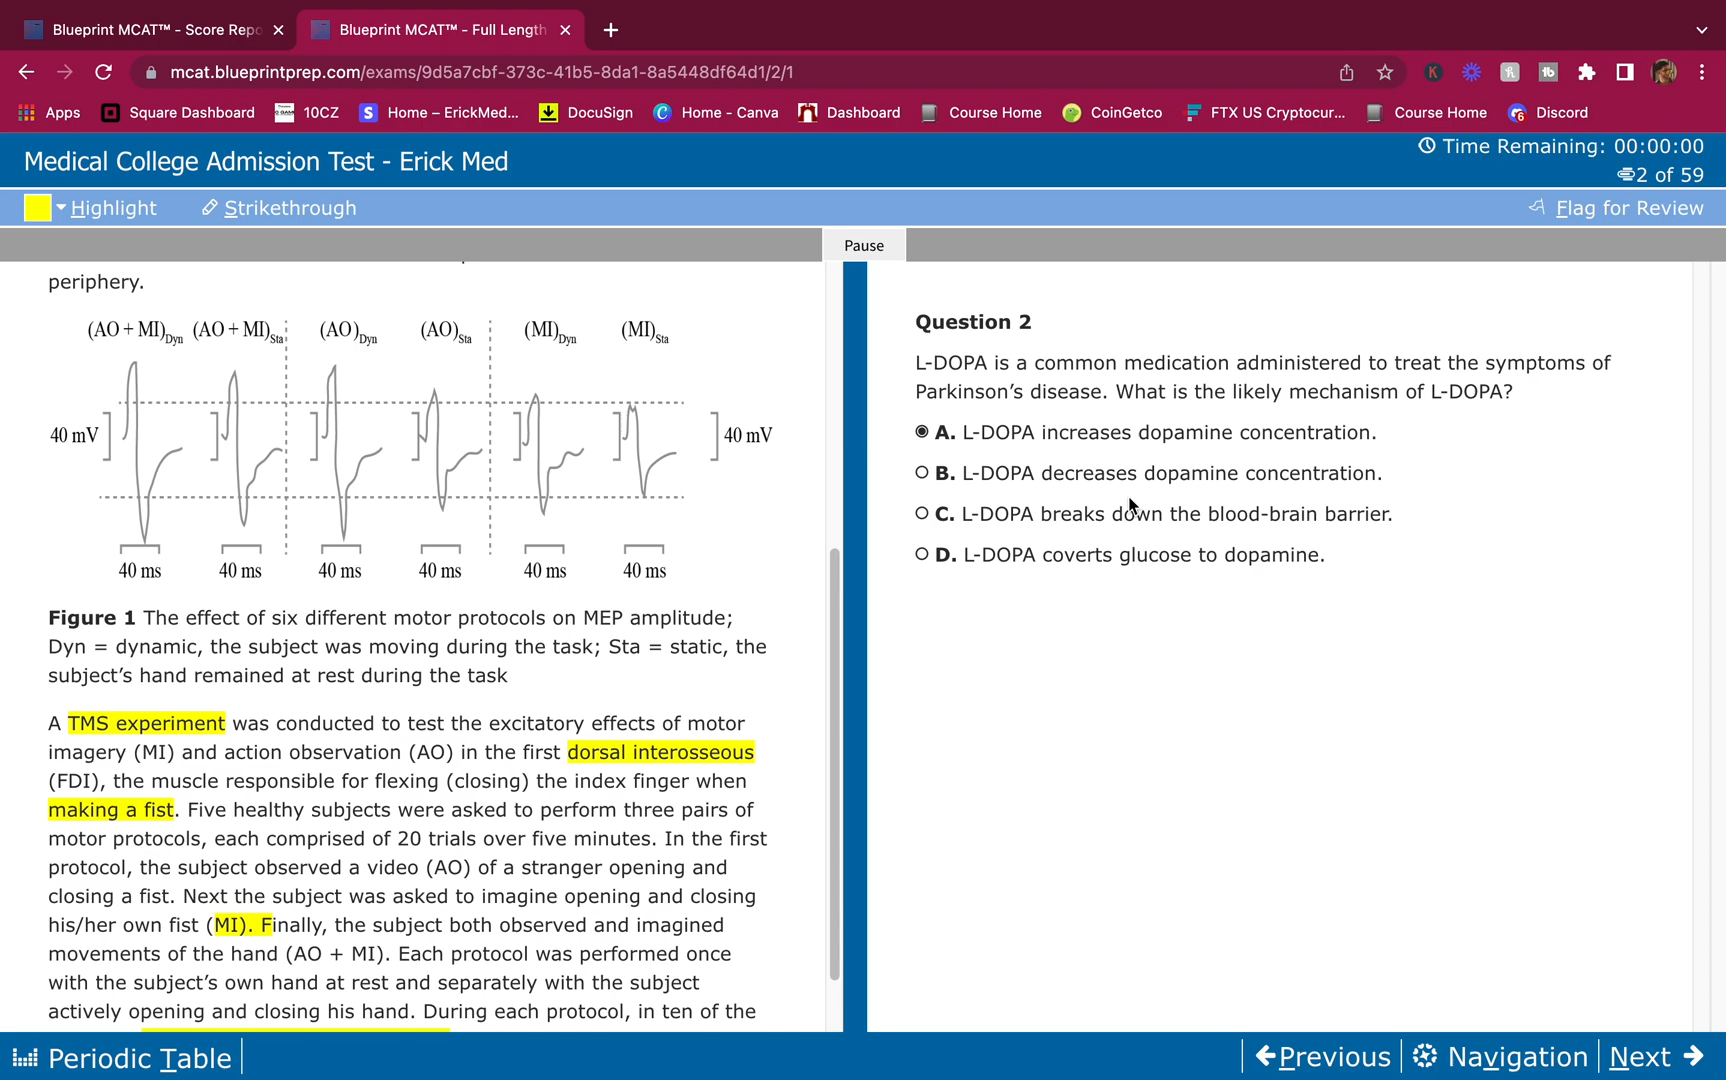 Blueprint MCAT™ - Score Repo
Blueprint MCAT™ - Full Length
mcat.blueprintprep.com/exams/9d5a7cbf-373c-41b5-8da1-8a5448df64d1/2/1
Apps
Square Dashboard
10CZ
Home – ErickMed...
DocuSign
Home - Canva
Dashboard
Course Home
CoinGetco
FTX US Cryptocur...
Course Home
Discord
Medical College Admission Test - Erick Med
Time Remaining: 00:00:00
2 of 59
Highlight
Strikethrough
Flag for Review
Pause
periphery.
(AO + MI)Dyn (AO + MI)Sta (AO)Dyn (AO)Sta (MI)Dyn (MI)Sta
40 mV 40 mV
40 ms 40 ms 40 ms 40 ms 40 ms 40 ms
Figure 1 The effect of six different motor protocols on MEP amplitude;
Dyn = dynamic, the subject was moving during the task; Sta = static, the
subject's hand remained at rest during the task
A TMS experiment was conducted to test the excitatory effects of motor
imagery (MI) and action observation (AO) in the first dorsal interosseous
(FDI), the muscle responsible for flexing (closing) the index finger when
making a fist. Five healthy subjects were asked to perform three pairs of
motor protocols, each comprised of 20 trials over five minutes. In the first
protocol, the subject observed a video (AO) of a stranger opening and
closing a fist. Next the subject was asked to imagine opening and closing
his/her own fist (MI). Finally, the subject both observed and imagined
movements of the hand (AO + MI). Each protocol was performed once
with the subject's own hand at rest and separately with the subject
actively opening and closing his hand. During each protocol, in ten of the
Question 2
L-DOPA is a common medication administered to treat the symptoms of
Parkinson's disease. What is the likely mechanism of L-DOPA?
A. L-DOPA increases dopamine concentration.
B. L-DOPA decreases dopamine concentration.
C. L-DOPA breaks down the blood-brain barrier.
D. L-DOPA coverts glucose to dopamine.
Periodic Table
Previous
Navigation
Next